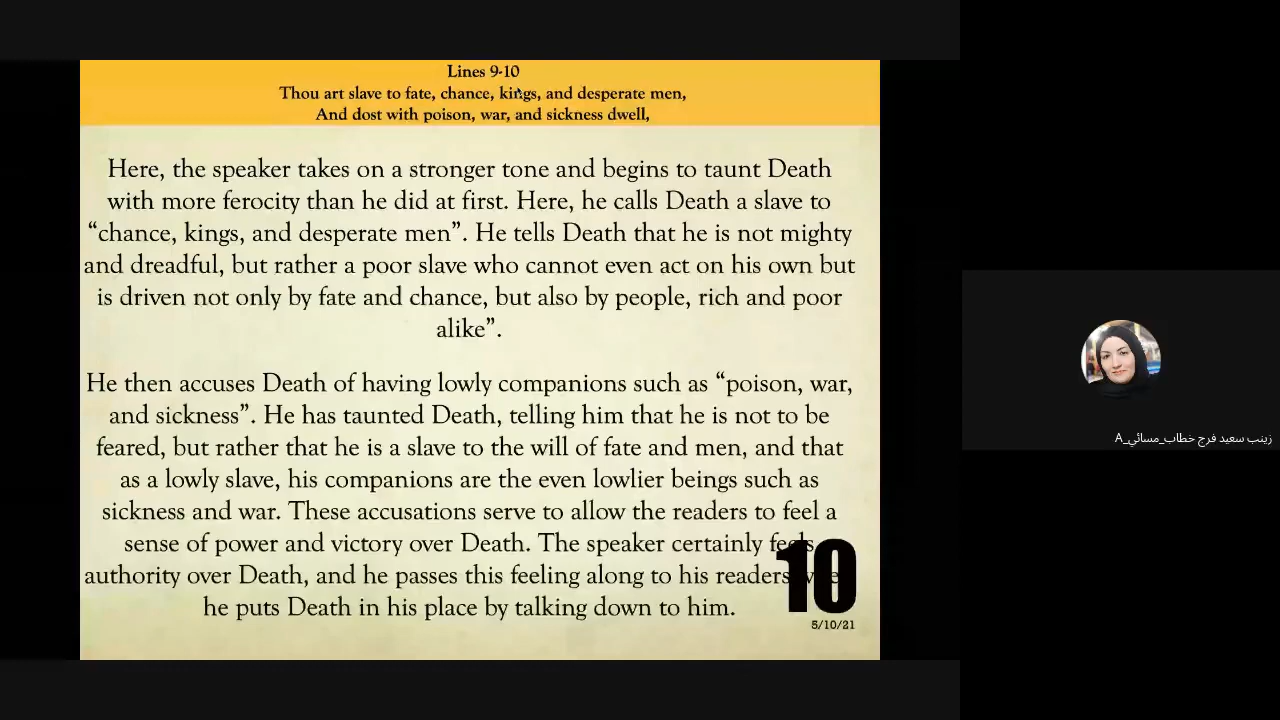 Lines 9-10
Thou art slave to fate, chance, kings, and desperate men,
And dost with poison, war, and sickness dwell,
Here, the speaker takes on a stronger tone and begins to taunt Death
with more ferocity than he did at first. Here, he calls Death a slave to
“chance, kings, and desperate men”. He tells Death that he is not mighty
and dreadful, but rather a poor slave who cannot even act on his own but
is driven not only by fate and chance, but also by people, rich and poor
alike”.
He then accuses Death of having lowly companions such as “poison, war,
and sickness”. He has taunted Death, telling him that he is not to be
feared, but rather that he is a slave to the will of fate and men, and that
as a lowly slave, his companions are the even lowlier beings such as
sickness and war. These accusations serve to allow the readers to feel a
sense of power and victory over Death. The speaker certainly feels
authority over Death, and he passes this feeling along to his readers
he puts Death in his place by talking down to him.
10
5/10/21
زينب سعيد فرج خطاب_مسائي_A